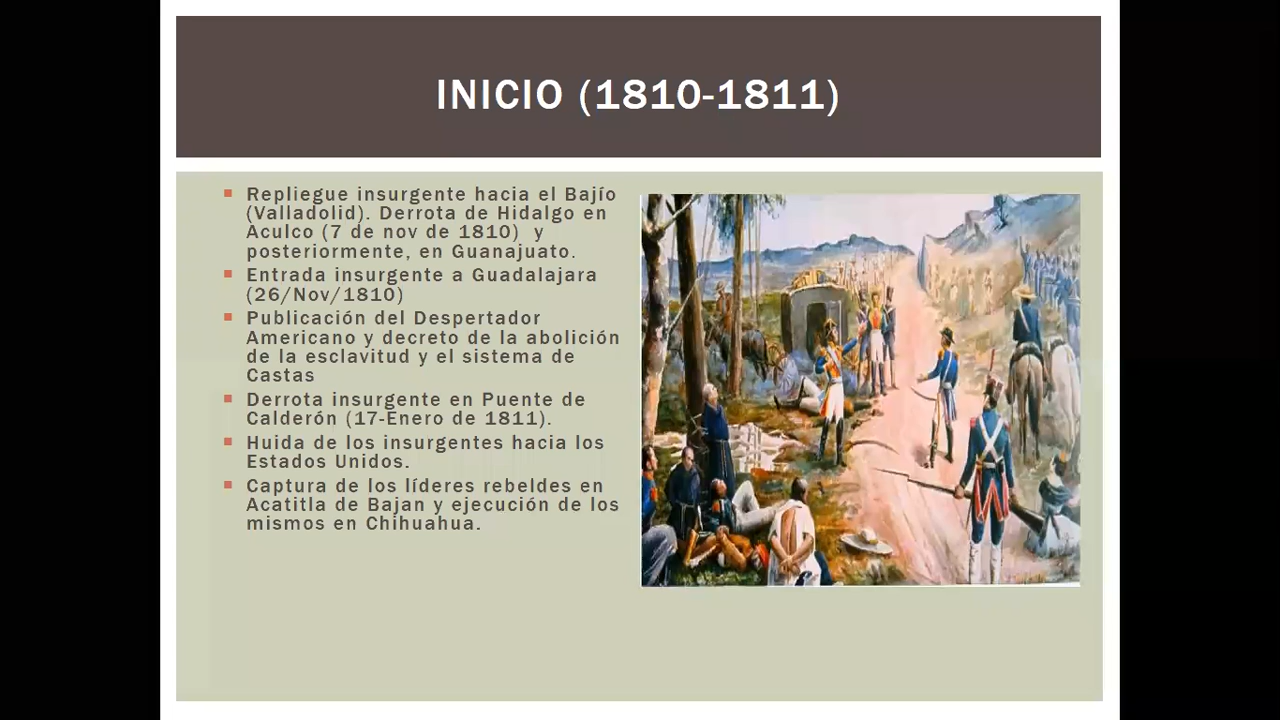 INICIO (1810-1811)
Repliegue insurgente hacia el Bajío
(Valladolid). Derrota de Hidalgo en
Aculco (7 de nov de 1810)  y
posteriormente, en Guanajuato.
Entrada insurgente a Guadalajara
(26/Nov/1810)
Publicación del Despertador
Americano y decreto de la abolición
de la esclavitud y el sistema de
Castas
Derrota insurgente en Puente de
Calderón (17-Enero de 1811).
Huida de los insurgentes hacia los
Estados Unidos.
Captura de los líderes rebeldes en
Acatitla de Bajan y ejecución de los
mismos en Chihuahua.